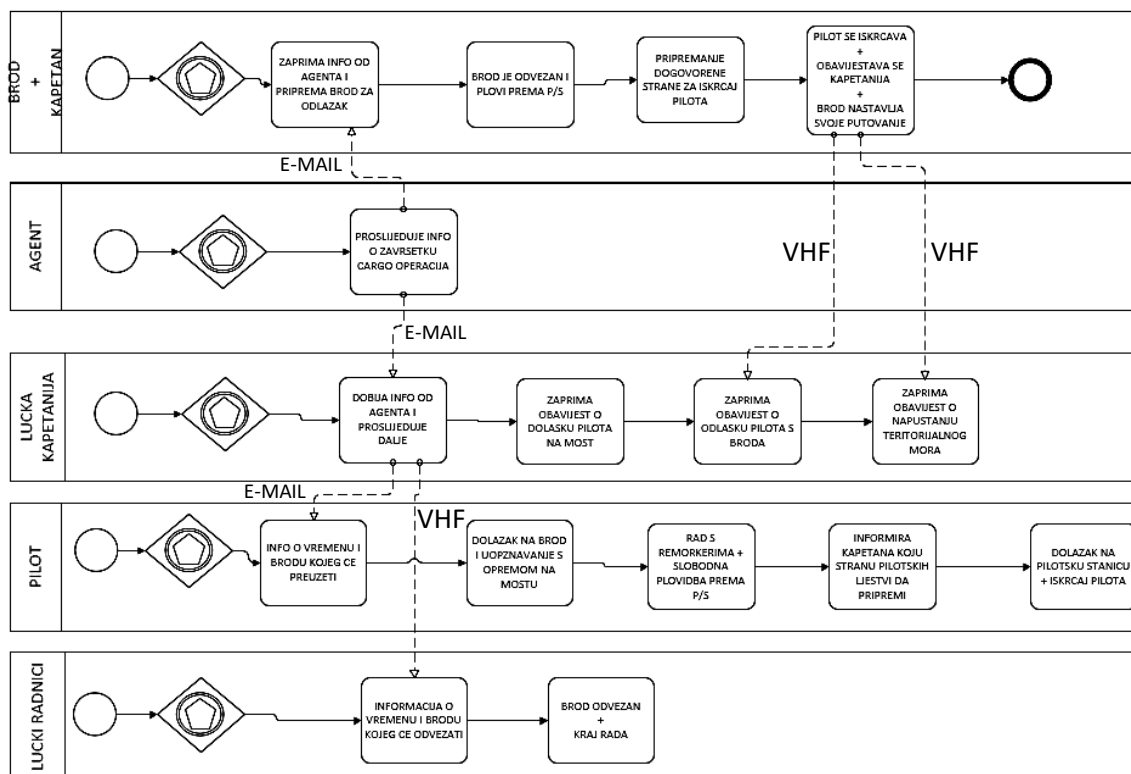 BROD
+
KAPETAN
ZAPRIMA INFO OD
AGENTA I
PRIPREMA BROD ZA
ODLAZAK
BROD JE ODVEZAN I
PLOVI PREMA P/S
PRIPREMANJE
DOGOVORENE
STRANE ZA ISKRCAJ
PILOTA
PILOT SE ISKRCAVA
+
OBAVIJESTAVA SE
KAPETANIJA
+
BROD NASTAVLJA
SVOJE PUTOVANJE
E-MAIL
AGENT
PROSLIJEDUJE INFO
O ZAVRSETKU
CARGO OPERACIJA
VHF
VHF
E-MAIL
LUCKA
KAPETANIJA
DOBIJA INFO OD
AGENTA I
PROSLIJEDUJE
DALJE
ZAPRIMA
OBAVIJEST O
DOLASKU PILOTA
NA MOST
ZAPRIMA
OBAVIJEST O
ODLASKU PILOTA S
BRODA
ZAPRIMA
OBAVIJEST O
NAPUSTANJU
TERITORIJALNOG
MORA
E-MAIL
VHF
PILOT
INFO O VREMENU I
BRODU KOJEG CE
PREUZETI
DOLAZAK NA BROD
I UOPZNAVANJE S
OPREMOM NA
MOSTU
RAD S
REMORKERIMA +
SLOBODNA
PLOVIDBA PREMA
P/S
INFORMIRA
KAPETANA KOJU
STRANU PILOTSKIH
LJESTVI DA
PRIPREMI
DOLAZAK NA
PILOTSKU STANICU
+ ISKRCAJ PILOTA
LUCKI RADNICI
INFORMACIJA O
VREMENU I BRODU
KOJEG CE ODVEZATI
BROD ODVEZAN
+
KRAJ RADA